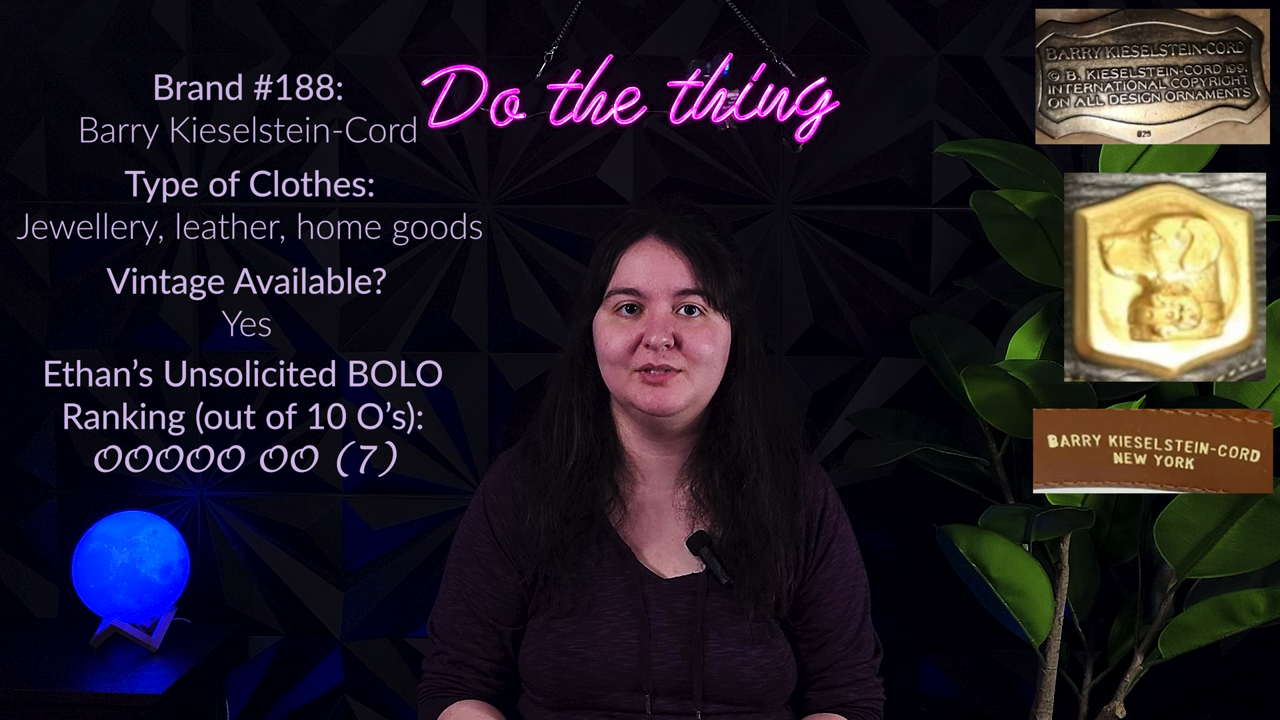 Brand #188:
Barry Kieselstein-Cord
Type of Clothes:
Jewellery, leather, home goods
Vintage Available?
Yes
Ethan's Unsolicited BOLO
Ranking (out of 10 O's):
OOOOO OO (7)
Do the thing
BARRY KIESELSTEIN-CORD
© B. KIESELSTEIN-CORD 199
INTERNATIONAL COPYRIGHT
ON ALL DESIGN ORNAMENTS
925
BARRY KIESELSTEIN-CORD
NEW YORK